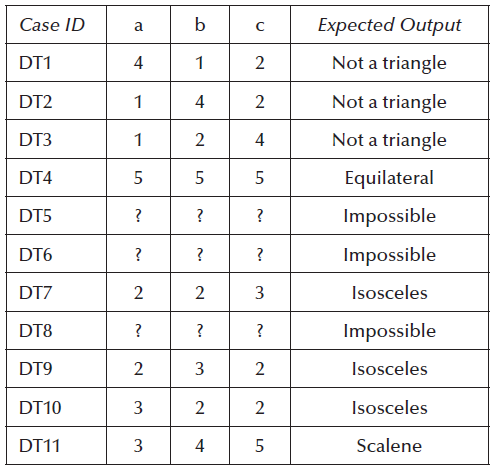 Case ID a b c Expected Output
DT1 4 1 2 Not a triangle
DT2 1 4 2 Not a triangle
DT3 1 2 4 Not a triangle
DT4 5 5 5 Equilateral
DT5 ? ? ? Impossible
DT6 ? ? ? Impossible
DT7 2 2 3 Isosceles
DT8 ? ? ? Impossible
DT9 2 3 2 Isosceles
DT10 3 2 2 Isosceles
DT11 3 4 5 Scalene